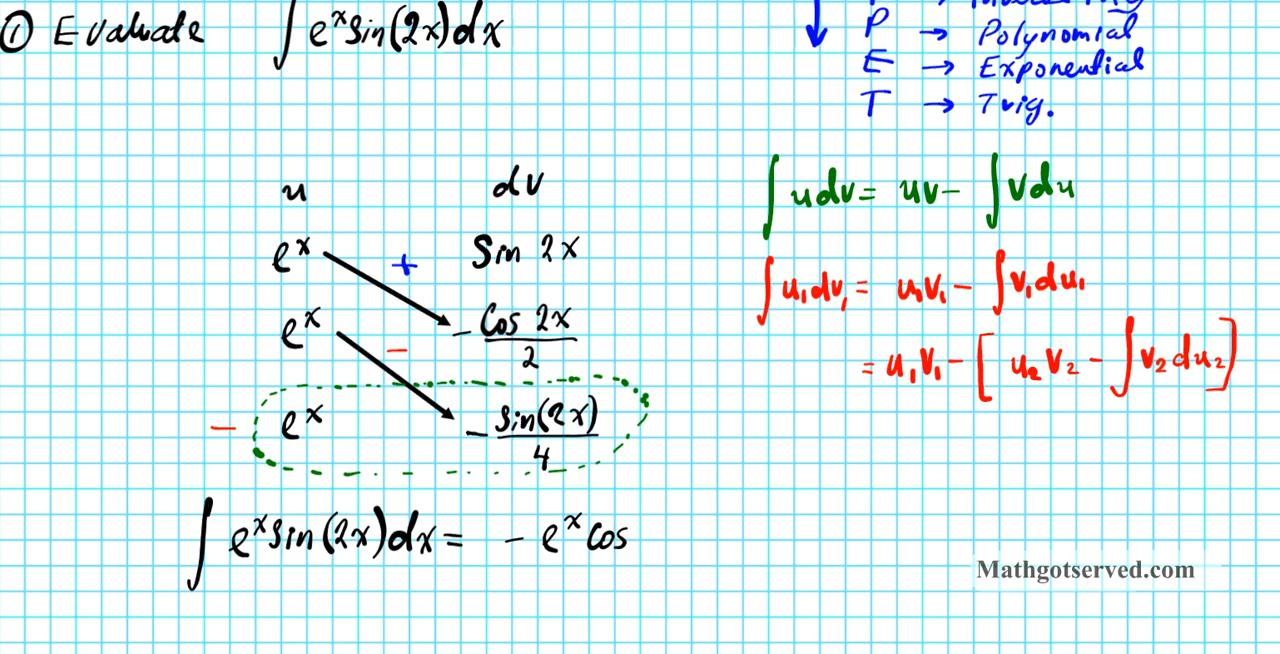 ① Evaluate ∫ e^x sin(2x) dx
P → Polynomial
E → Exponential
T → Trig.
u dv
e^x + sin 2x
e^x − − cos 2x / 2
− e^x − sin(2x) / 4
∫ e^x sin(2x) dx = − e^x cos
∫ u dv = uv − ∫ v du
∫ u₁dv₁ = u₁v₁ − ∫ v₁du₁
= u₁v₁ − [ u₂v₂ − ∫ v₂du₂ ]
Mathgotserved.com